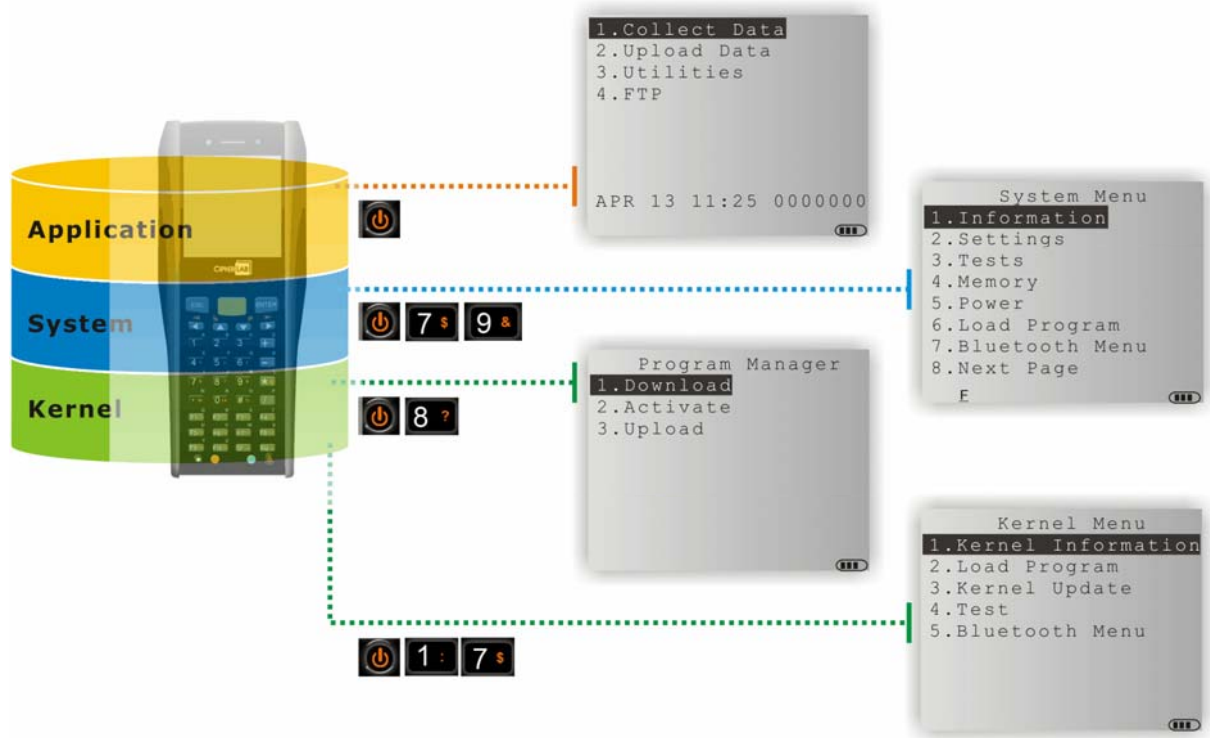 1.Collect Data
2.Upload Data
3.Utilities
4.FTP
APR 13 11:25 0000000
Application
System
Kernel
CIPHERLAB
ESC
ENTER
7 $ 9 &
System Menu
1.Information
2.Settings
3.Tests
4.Memory
5.Power
6.Load Program
7.Bluetooth Menu
8.Next Page
F
8 ?
Program Manager
1.Download
2.Activate
3.Upload
1 : 7 $
Kernel Menu
1.Kernel Information
2.Load Program
3.Kernel Update
4.Test
5.Bluetooth Menu